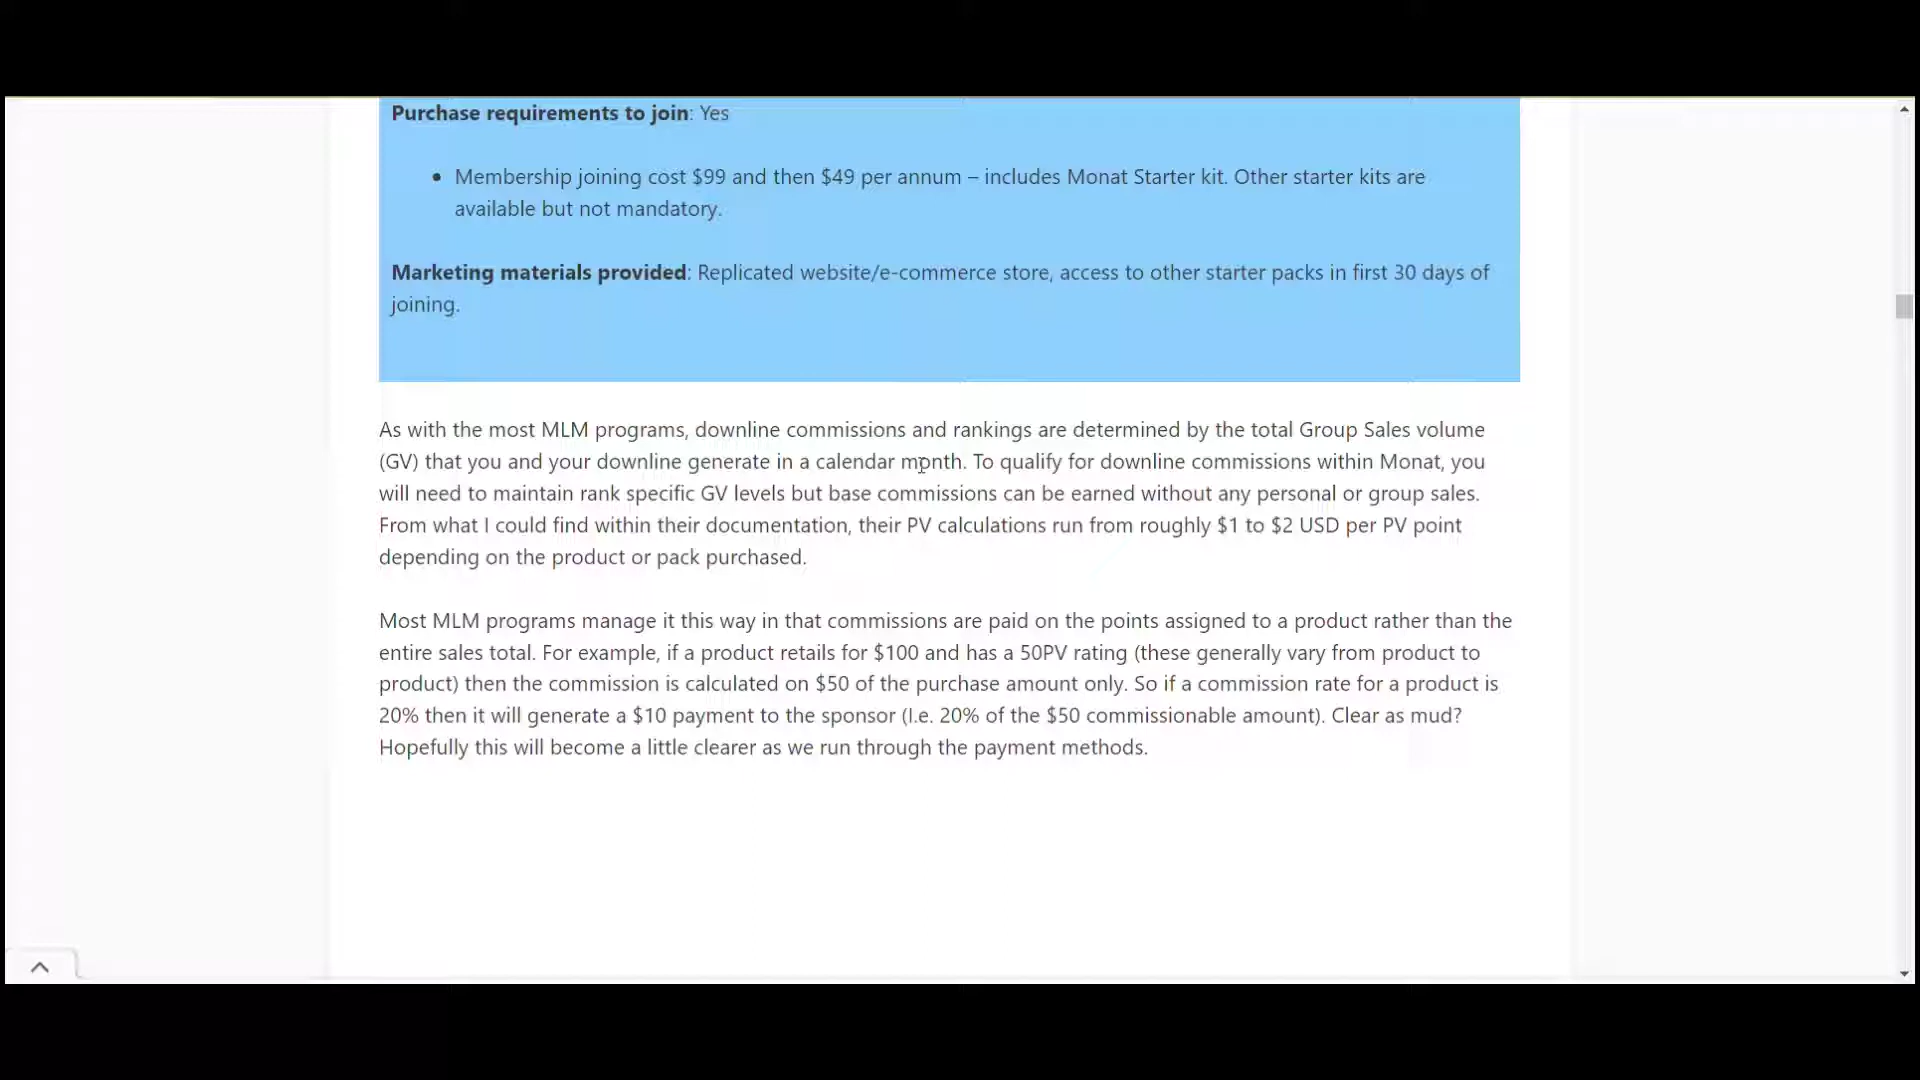 Purchase requirements to join: Yes
• Membership joining cost $99 and then $49 per annum – includes Monat Starter kit. Other starter kits are
available but not mandatory.
Marketing materials provided: Replicated website/e-commerce store, access to other starter packs in first 30 days of
joining.
As with the most MLM programs, downline commissions and rankings are determined by the total Group Sales volume
(GV) that you and your downline generate in a calendar month. To qualify for downline commissions within Monat, you
will need to maintain rank specific GV levels but base commissions can be earned without any personal or group sales.
From what I could find within their documentation, their PV calculations run from roughly $1 to $2 USD per PV point
depending on the product or pack purchased.
Most MLM programs manage it this way in that commissions are paid on the points assigned to a product rather than the
entire sales total. For example, if a product retails for $100 and has a 50PV rating (these generally vary from product to
product) then the commission is calculated on $50 of the purchase amount only. So if a commission rate for a product is
20% then it will generate a $10 payment to the sponsor (I.e. 20% of the $50 commissionable amount). Clear as mud?
Hopefully this will become a little clearer as we run through the payment methods.